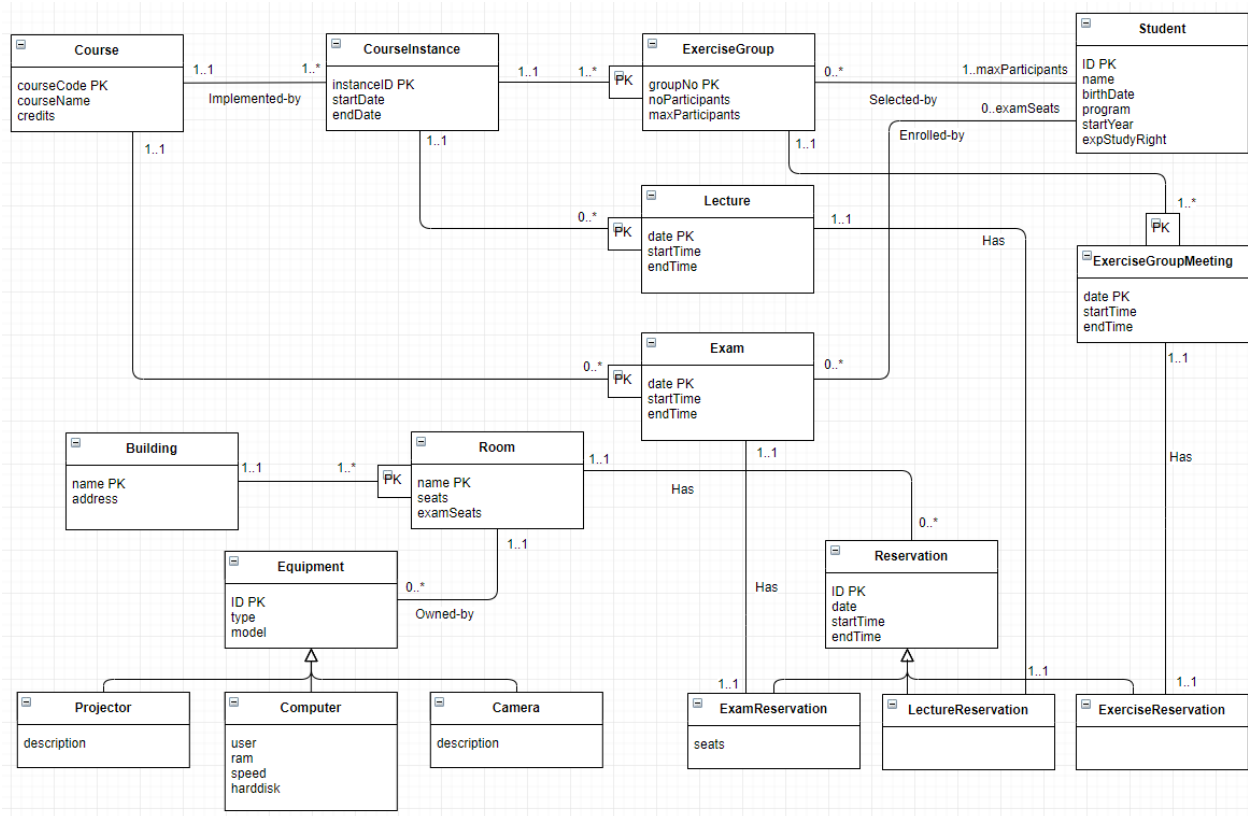 Course
courseCode PK
courseName
credits
1..1
1..*
Implemented-by
CourseInstance
instanceID PK
startDate
endDate
1..1
1..*
PK
ExerciseGroup
groupNo PK
noParticipants
maxParticipants
0..*
1..maxParticipants
Selected-by
0..examSeats
Enrolled-by
Student
ID PK
name
birthDate
program
startYear
expStudyRight
1..1
1..1
1..1
1..*
PK
Lecture
date PK
startTime
endTime
0..*
PK
1..1
Has
ExerciseGroupMeeting
date PK
startTime
endTime
1..1
Exam
date PK
startTime
endTime
0..*
PK
0..*
1..1
Building
name PK
address
1..1
1..*
PK
Room
name PK
seats
examSeats
1..1
Has
Has
0..*
1..1
Equipment
ID PK
type
model
0..*
Owned-by
Has
Reservation
ID PK
date
startTime
endTime
1..1
1..1
1..1
Projector
description
Computer
user
ram
speed
harddisk
Camera
description
ExamReservation
seats
LectureReservation
ExerciseReservation